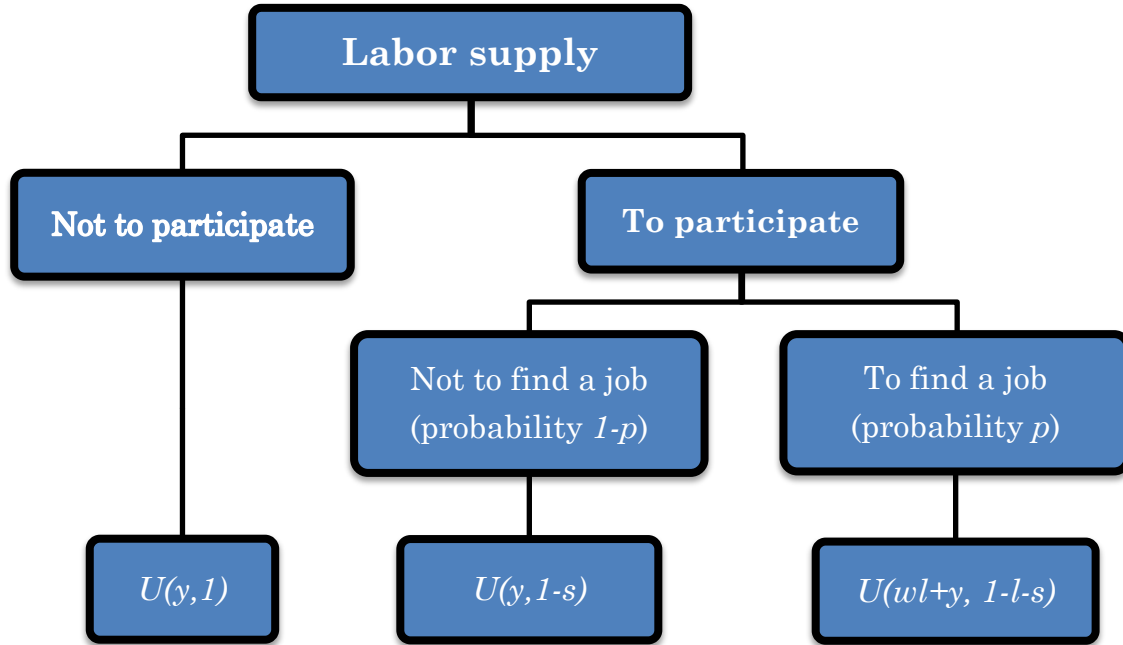 Labor supply
Not to participate
To participate
Not to find a job
(probability 1-p)
To find a job
(probability p)
U(y,1)
U(y,1-s)
U(wl+y, 1-l-s)